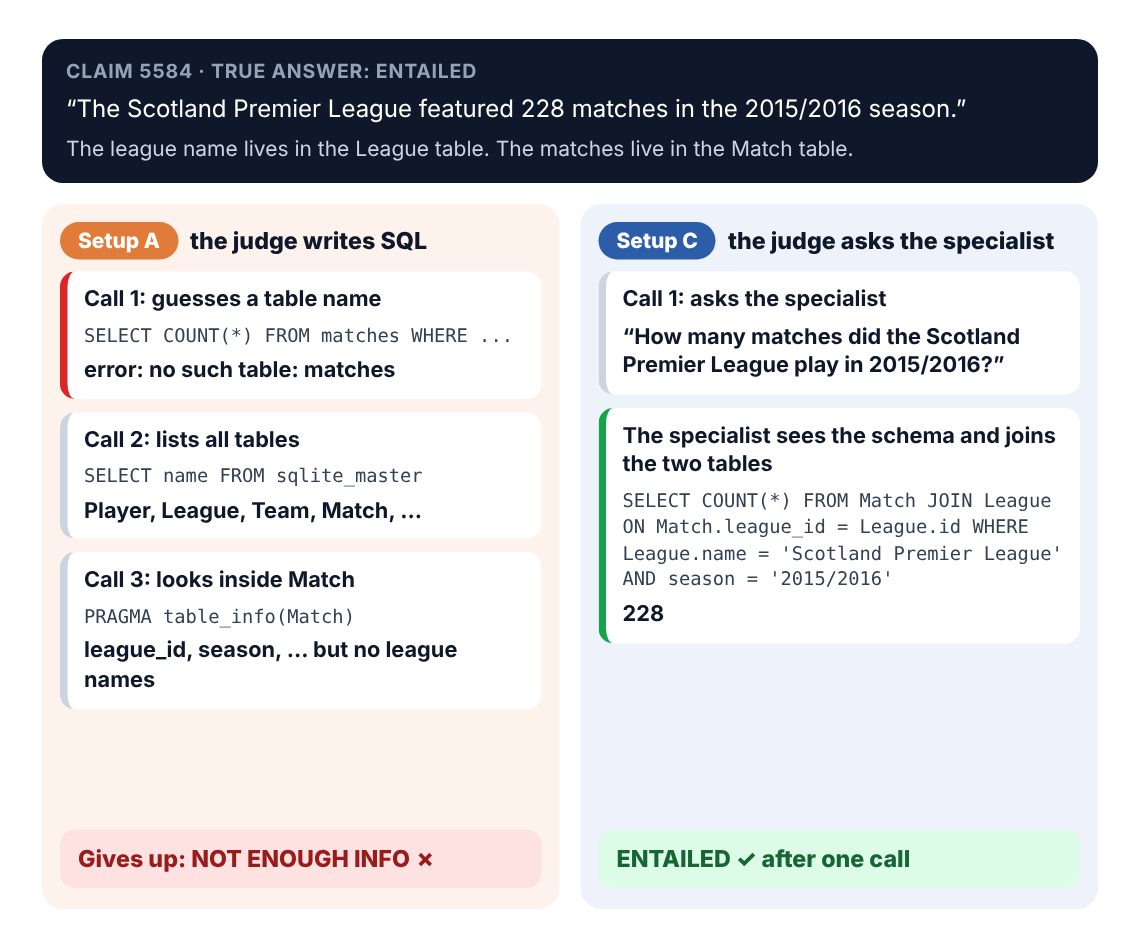 CLAIM 5584 · TRUE ANSWER: ENTAILED
“The Scotland Premier League featured 228 matches in the 2015/2016 season.”
The league name lives in the League table. The matches live in the Match table.
Setup A the judge writes SQL
Call 1: guesses a table name
SELECT COUNT(*) FROM matches WHERE ...
error: no such table: matches
Call 2: lists all tables
SELECT name FROM sqlite_master
Player, League, Team, Match, …
Call 3: looks inside Match
PRAGMA table_info(Match)
league_id, season, … but no league
names
Gives up: NOT ENOUGH INFO ✗
Setup C the judge asks the specialist
Call 1: asks the specialist
“How many matches did the Scotland
Premier League play in 2015/2016?”
The specialist sees the schema and joins
the two tables
SELECT COUNT(*) FROM Match JOIN League
ON Match.league_id = League.id WHERE
League.name = 'Scotland Premier League'
AND season = '2015/2016'
228
ENTAILED ✓ after one call